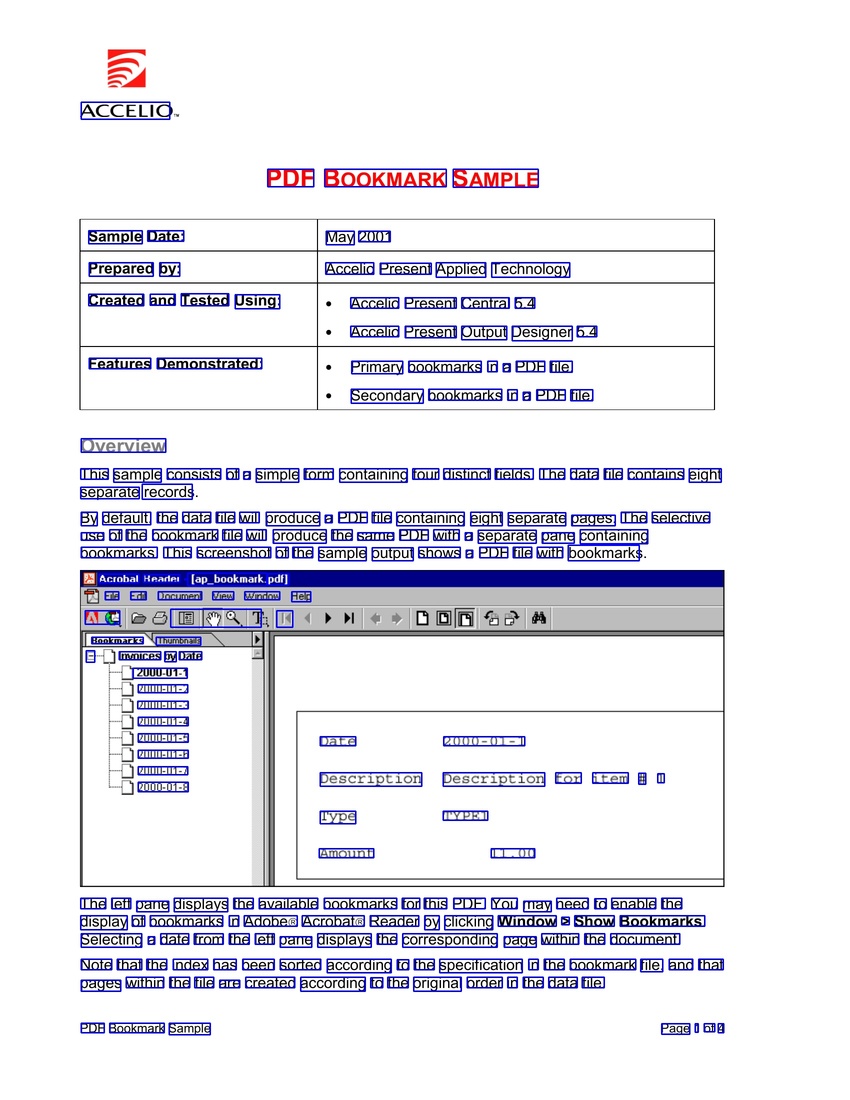 ACCELIO™
PDF BOOKMARK SAMPLE
Sample Date: May 2001
Prepared by: Accelio Present Applied Technology
Created and Tested Using: • Accelio Present Central 5.4
• Accelio Present Output Designer 5.4
Features Demonstrated: • Primary bookmarks in a PDF file.
• Secondary bookmarks in a PDF file.
Overview
This sample consists of a simple form containing four distinct fields. The data file contains eight
separate records.
By default, the data file will produce a PDF file containing eight separate pages. The selective
use of the bookmark file will produce the same PDF with a separate pane containing
bookmarks. This screenshot of the sample output shows a PDF file with bookmarks.
Acrobat Reader - [ap_bookmark.pdf]
File Edit Document View Window Help
Bookmarks Thumbnails
Invoices by Date
2000-01-1
2000-01-2
2000-01-3
2000-01-4
2000-01-5
2000-01-6
2000-01-7
2000-01-8
Date 2000-01-1
Description Description for item # 1
Type TYPE1
Amount 11.00
The left pane displays the available bookmarks for this PDF. You may need to enable the
display of bookmarks in Adobe® Acrobat® Reader by clicking Window > Show Bookmarks.
Selecting a date from the left pane displays the corresponding page within the document.
Note that the index has been sorted according to the specification in the bookmark file, and that
pages within the file are created according to the original order in the data file.
PDF Bookmark Sample Page 1 of 4